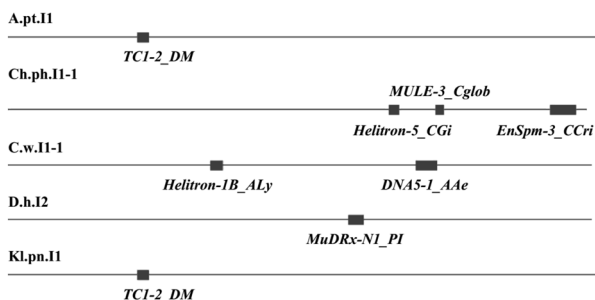 A.pt.I1
TC1-2_DM
Ch.ph.I1-1
MULE-3_Cglob
Helitron-5_CGi EnSpm-3_CCri
C.w.I1-1
Helitron-1B_ALy DNA5-1_AAe
D.h.I2
MuDRx-N1_PI
Kl.pn.I1
TC1-2_DM